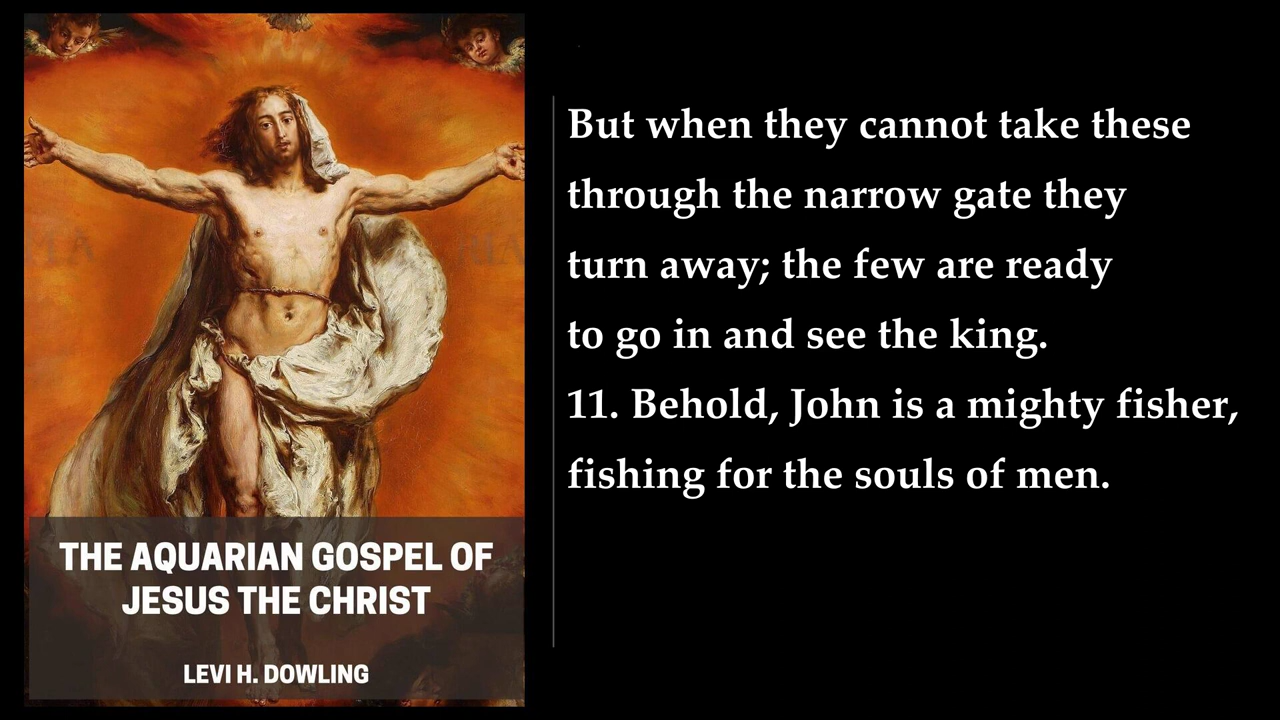 But when they cannot take these
through the narrow gate they
turn away; the few are ready
to go in and see the king.
11. Behold, John is a mighty fisher,
fishing for the souls of men.
THE AQUARIAN GOSPEL OF
JESUS THE CHRIST
LEVI H. DOWLING